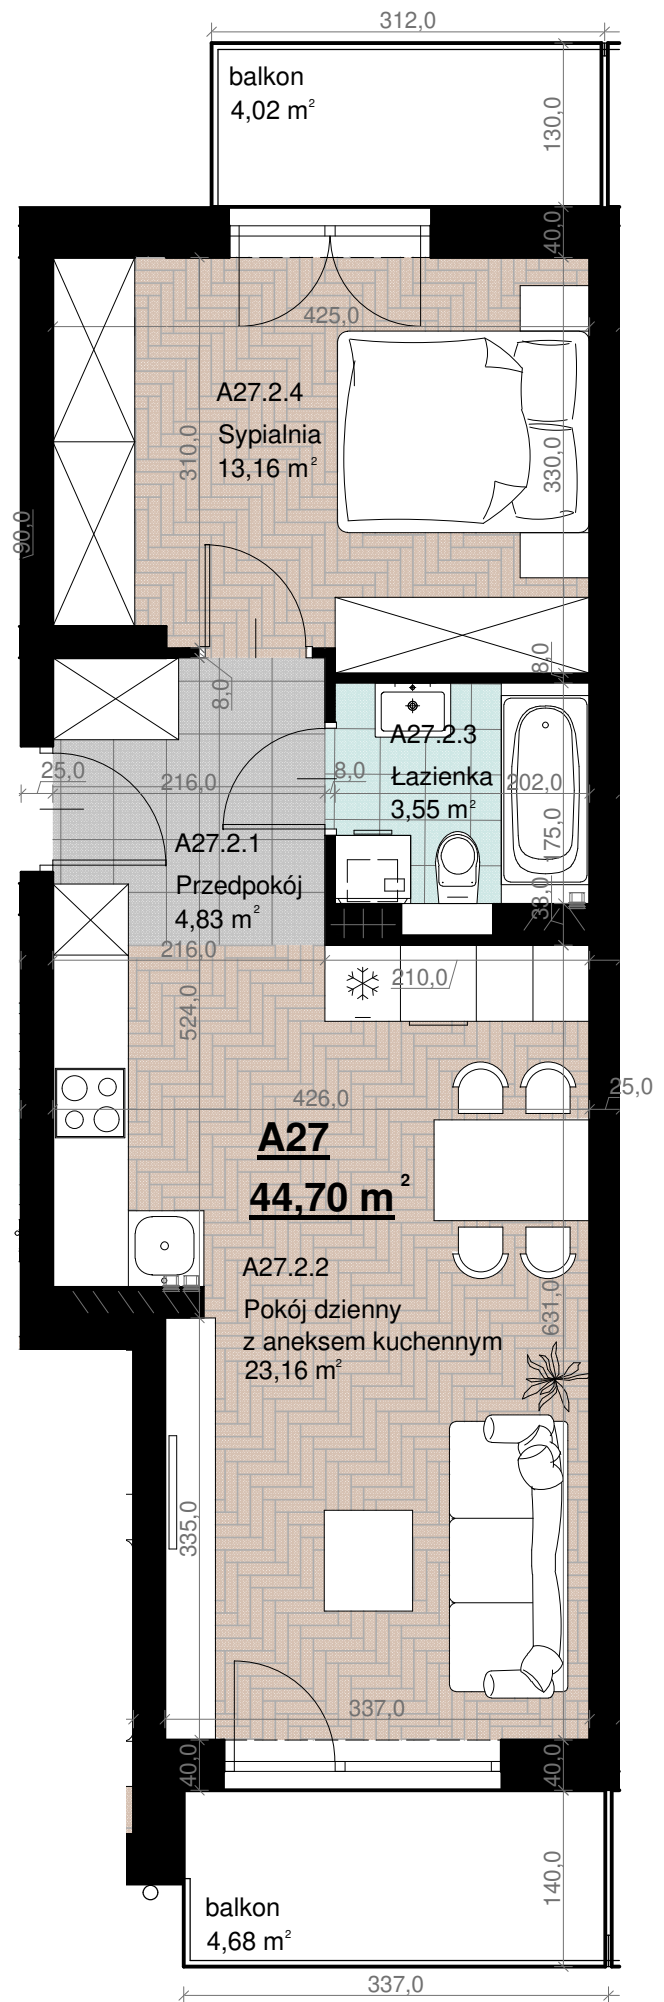 312,0
balkon
4,02 m²
130,0
40,0
425,0
A27.2.4
Sypialnia
13,16 m²
310,0
330,0
90,0
8,0
8,0
A27.2.3
Łazienka
3,55 m²
25,0
216,0
8,0
202,0
175,0
A27.2.1
Przedpokój
4,83 m²
33,0
216,0
210,0
524,0
426,0
25,0
A27
44,70 m²
A27.2.2
Pokój dzienny
z aneksem kuchennym
23,16 m²
631,0
335,0
337,0
40,0
40,0
140,0
balkon
4,68 m²
337,0